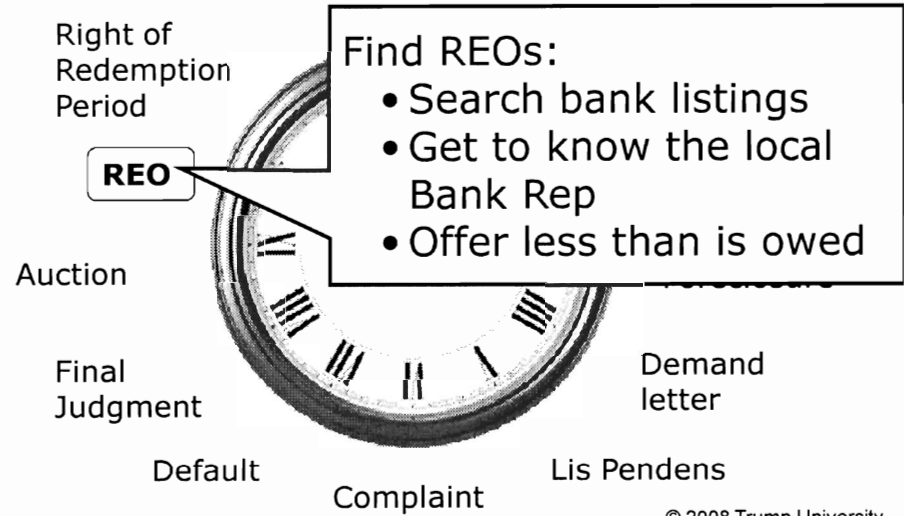 Right of
Redemption
Period
Find REOs:
• Search bank listings
• Get to know the local
Bank Rep
• Offer less than is owed
REO
Auction
Final
Judgment
Demand
letter
Default
Lis Pendens
Complaint
© 2008 Trump University